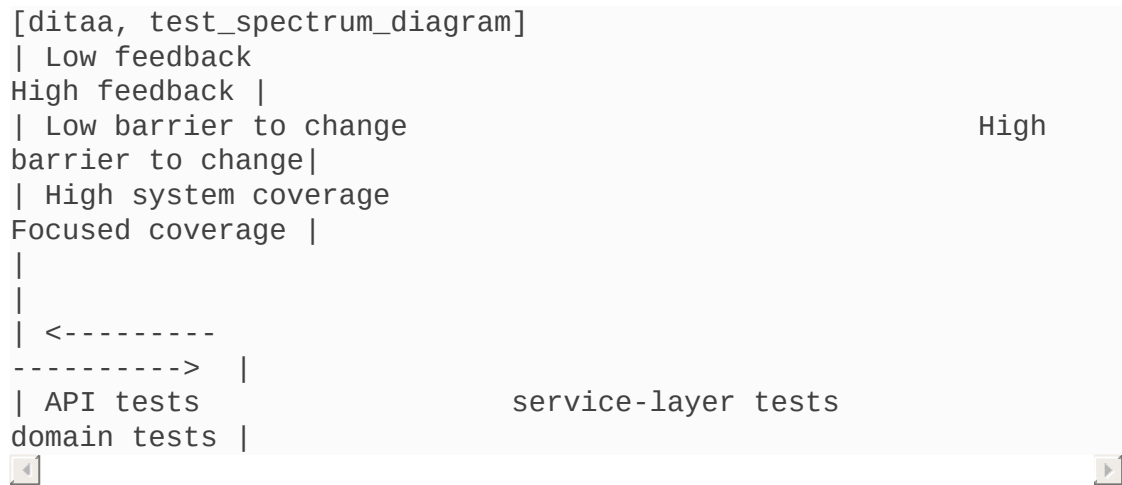 [ditaa, test_spectrum_diagram]
| Low feedback
High feedback |
| Low barrier to change                                 High
barrier to change|
| High system coverage
Focused coverage |
|
|
| <---------
----------> |
| API tests                   service-layer tests
domain tests |